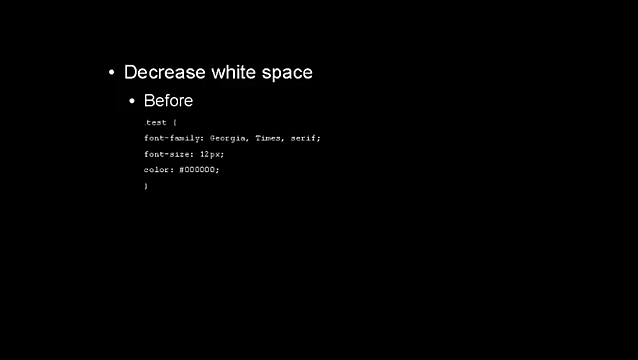 • Decrease white space
• Before
.test {
font-family: Georgia, Times, serif;
font-size: 12px;
color: #000000;
}